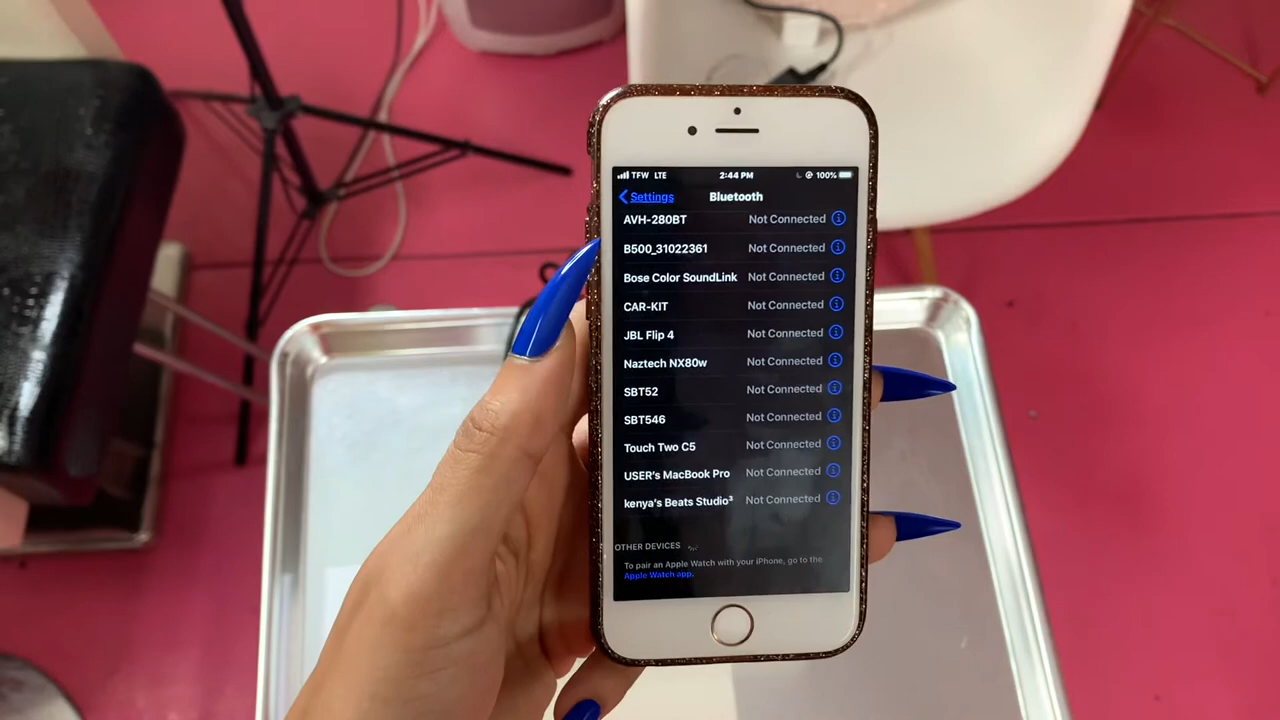 TFW LTE 2:44 PM 100%
Settings Bluetooth
AVH-280BT Not Connected
B500_31022361 Not Connected
Bose Color SoundLink Not Connected
CAR-KIT Not Connected
JBL Flip 4 Not Connected
Naztech NX80w Not Connected
SBT52 Not Connected
SBT546 Not Connected
Touch Two C5 Not Connected
USER's MacBook Pro Not Connected
kenya's Beats Studio³ Not Connected
OTHER DEVICES
To pair an Apple Watch with your iPhone, go to the
Apple Watch app.